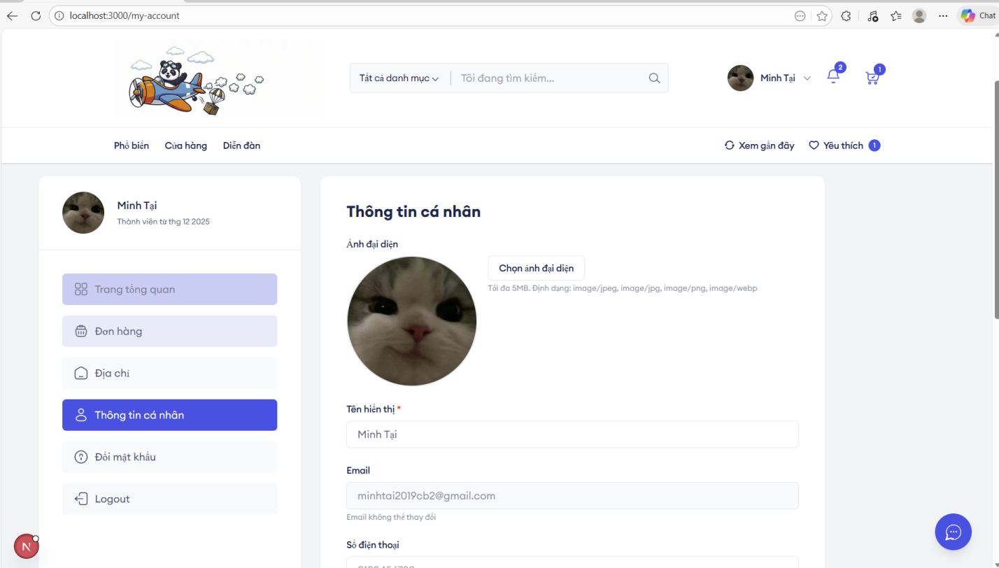 localhost:3000/my-account
Chat
Tất cả danh mục
Tôi đang tìm kiếm...
Minh Tại
2
1
Phổ biến
Cửa hàng
Diễn đàn
Xem gần đây
Yêu thích
1
Minh Tại
Thành viên từ thg 12 2025
Trang tổng quan
Đơn hàng
Địa chỉ
Thông tin cá nhân
Đổi mật khẩu
Logout
N
Thông tin cá nhân
Ảnh đại diện
Chọn ảnh đại diện
Tối đa 5MB. Định dạng: image/jpeg, image/jpg, image/png, image/webp
Tên hiển thị *
Minh Tại
Email
minhtai2019cb2@gmail.com
Email không thể thay đổi
Số điện thoại